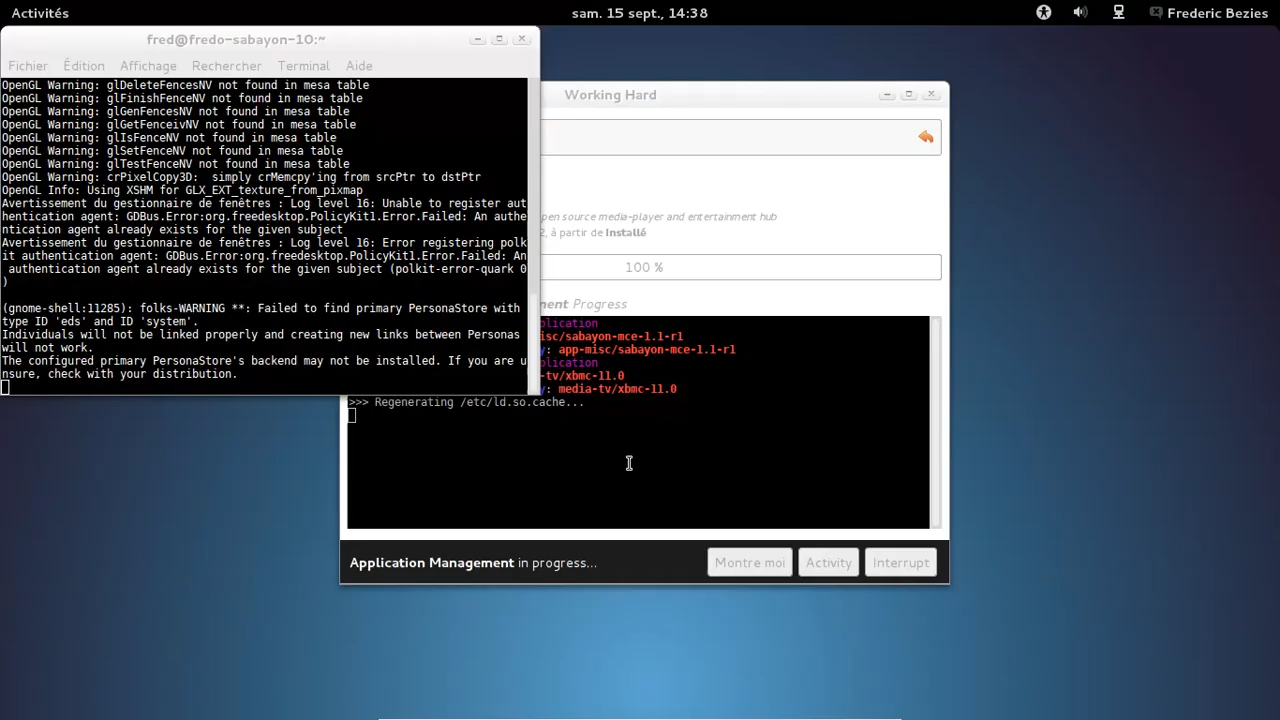 Activités
sam. 15 sept., 14:38
Frederic Bezies
fred@fredo-sabayon-10:~
Fichier Édition Affichage Rechercher Terminal Aide
OpenGL Warning: glDeleteFencesNV not found in mesa table
OpenGL Warning: glFinishFenceNV not found in mesa table
OpenGL Warning: glGenFencesNV not found in mesa table
OpenGL Warning: glGetFenceivNV not found in mesa table
OpenGL Warning: glIsFenceNV not found in mesa table
OpenGL Warning: glSetFenceNV not found in mesa table
OpenGL Warning: glTestFenceNV not found in mesa table
OpenGL Warning: crPixelCopy3D:  simply crMemcpy'ing from srcPtr to dstPtr
OpenGL Info: Using XSHM for GLX_EXT_texture_from_pixmap
Avertissement du gestionnaire de fenêtres : Log level 16: Unable to register aut
hentication agent: GDBus.Error:org.freedesktop.PolicyKit1.Error.Failed: An authe
ntication agent already exists for the given subject
Avertissement du gestionnaire de fenêtres : Log level 16: Error registering polk
it authentication agent: GDBus.Error:org.freedesktop.PolicyKit1.Error.Failed: An
 authentication agent already exists for the given subject (polkit-error-quark 0
)
(gnome-shell:11285): folks-WARNING **: Failed to find primary PersonaStore with
type ID 'eds' and ID 'system'.
Individuals will not be linked properly and creating new links between Personas
will not work.
The configured primary PersonaStore's backend may not be installed. If you are u
nsure, check with your distribution.
Working Hard
pen source media-player and entertainment hub
2, à partir de Installé
100 %
nent Progress
plication
isc/sabayon-mce-1.1-r1
y: app-misc/sabayon-mce-1.1-r1
plication
-tv/xbmc-11.0
y: media-tv/xbmc-11.0
>>> Regenerating /etc/ld.so.cache...
Application Management in progress...
Montre moi
Activity
Interrupt